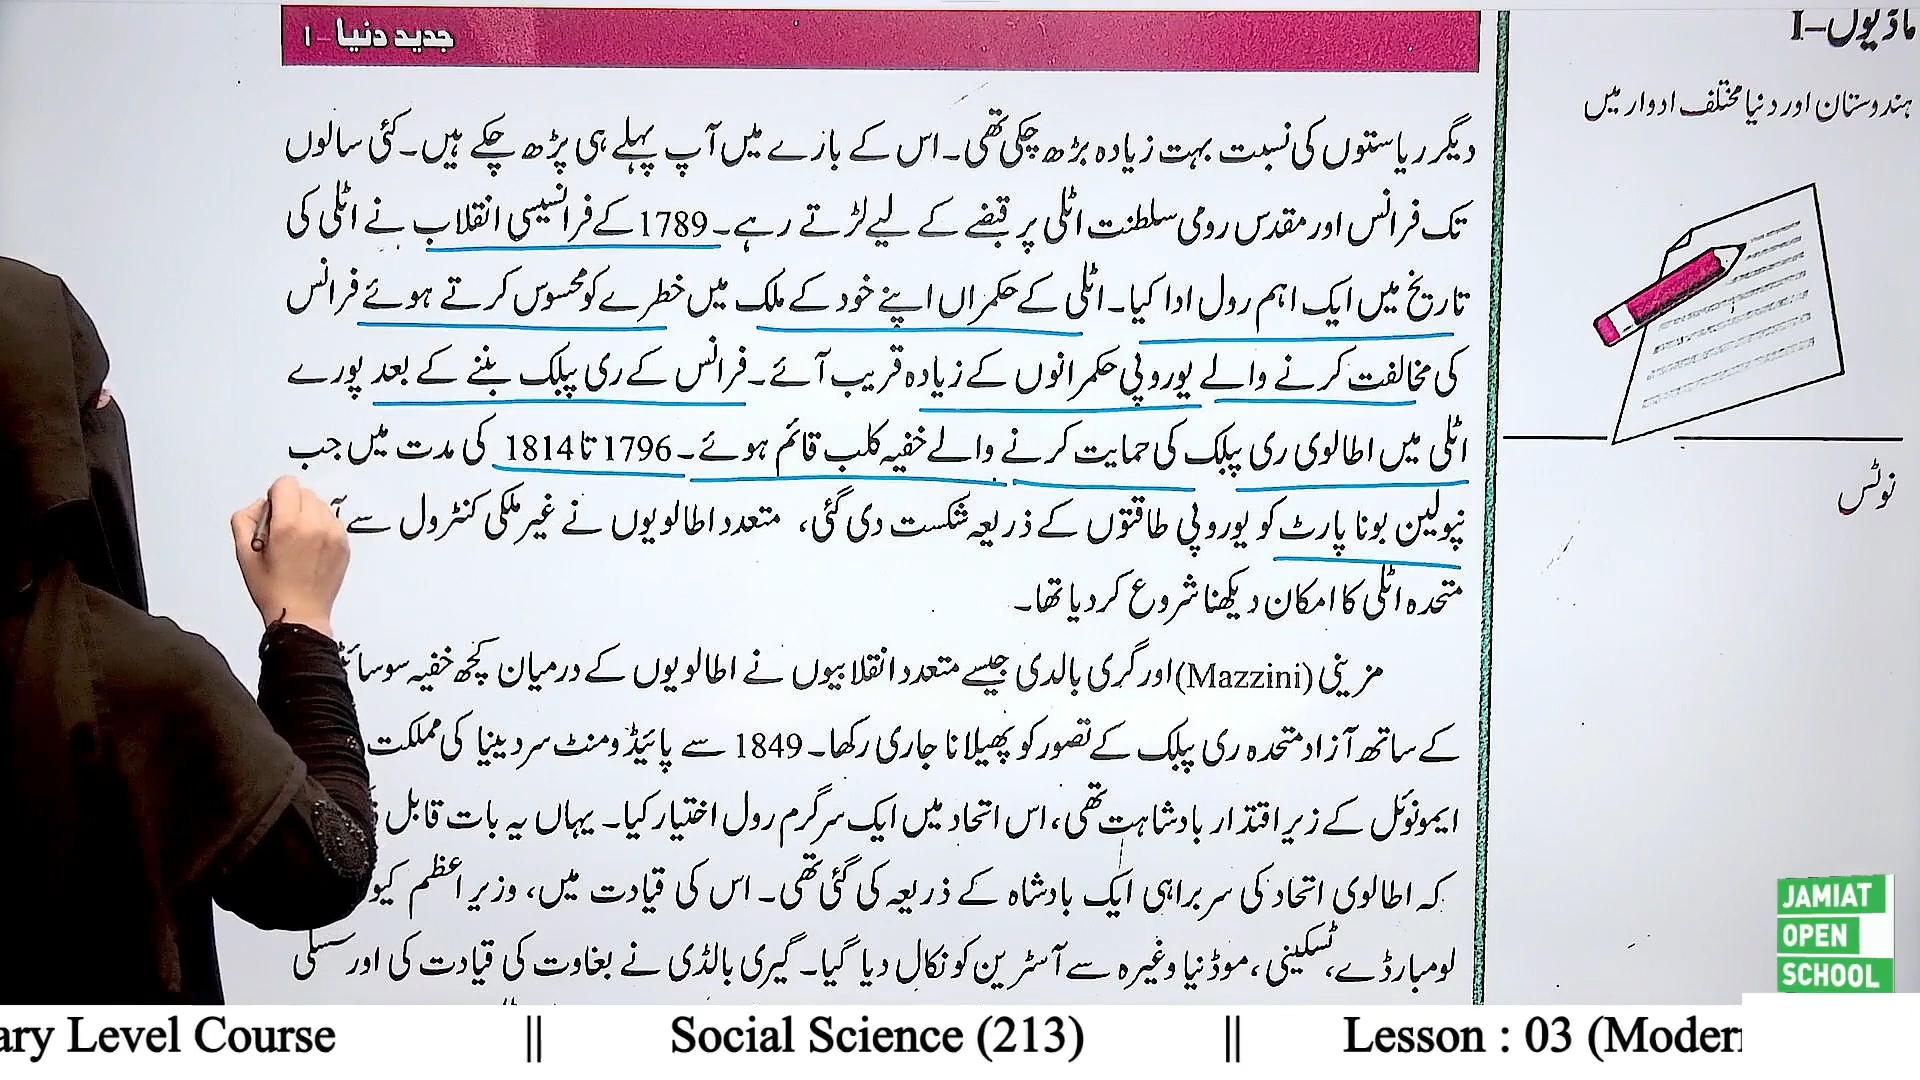 جدید دنیا – I
ماڈیول–I
ہندوستان اور دنیا مختلف ادوار میں
دیگر ریاستوں کی نسبت بہت زیادہ بڑھ چکی تھی۔ اس کے بارے میں آپ پہلے ہی پڑھ چکے ہیں۔ کئی سالوں
تک فرانس اور مقدس رومی سلطنت اٹلی پر قبضے کے لیے لڑتے رہے۔ 1789 کے فرانسیسی انقلاب نے اٹلی کی
تاریخ میں ایک اہم رول ادا کیا۔ اٹلی کے حکمراں اپنے خود کے ملک میں خطرے کو محسوس کرتے ہوئے فرانس
کی مخالفت کرنے والے یوروپی حکمرانوں کے زیادہ قریب آئے۔ فرانس کے ری پبلک بننے کے بعد پورے
اٹلی میں اطالوی ری پبلک کی حمایت کرنے والے خفیہ کلب قائم ہوئے۔ 1796 تا 1814 کی مدت میں جب
نپولین بونا پارٹ کو یوروپی طاقتوں کے ذریعہ شکست دی گئی، متعدد اطالویوں نے غیر ملکی کنٹرول سے
متحدہ اٹلی کا امکان دیکھنا شروع کردیا تھا۔
مزینی (Mazzini) اور گری بالدی جیسے متعدد انقلابیوں نے اطالویوں کے درمیان کچھ خفیہ
کے ساتھ آزاد متحدہ ری پبلک کے تصور کو پھیلانا جاری رکھا۔ 1849 سے پائیڈومنٹ سردینیا کی مملکت
ایمونوئل کے زیر اقتدار بادشاہت تھی، اس اتحاد میں ایک سرگرم رول اختیار کیا۔ یہاں یہ بات قابل
کہ اطالوی اتحاد کی سربراہی ایک بادشاہ کے ذریعہ کی گئی تھی۔ اس کی قیادت میں، وزیر اعظم
لومبارڈے، ٹسکینی، موڈنیا وغیرہ سے آسٹرین کو نکال دیا گیا۔ گیری بالڈی نے بغاوت کی قیادت کی اور سسلی
نوٹس
JAMIAT
OPEN
SCHOOL
ary Level Course || Social Science (213) || Lesson : 03 (Modern